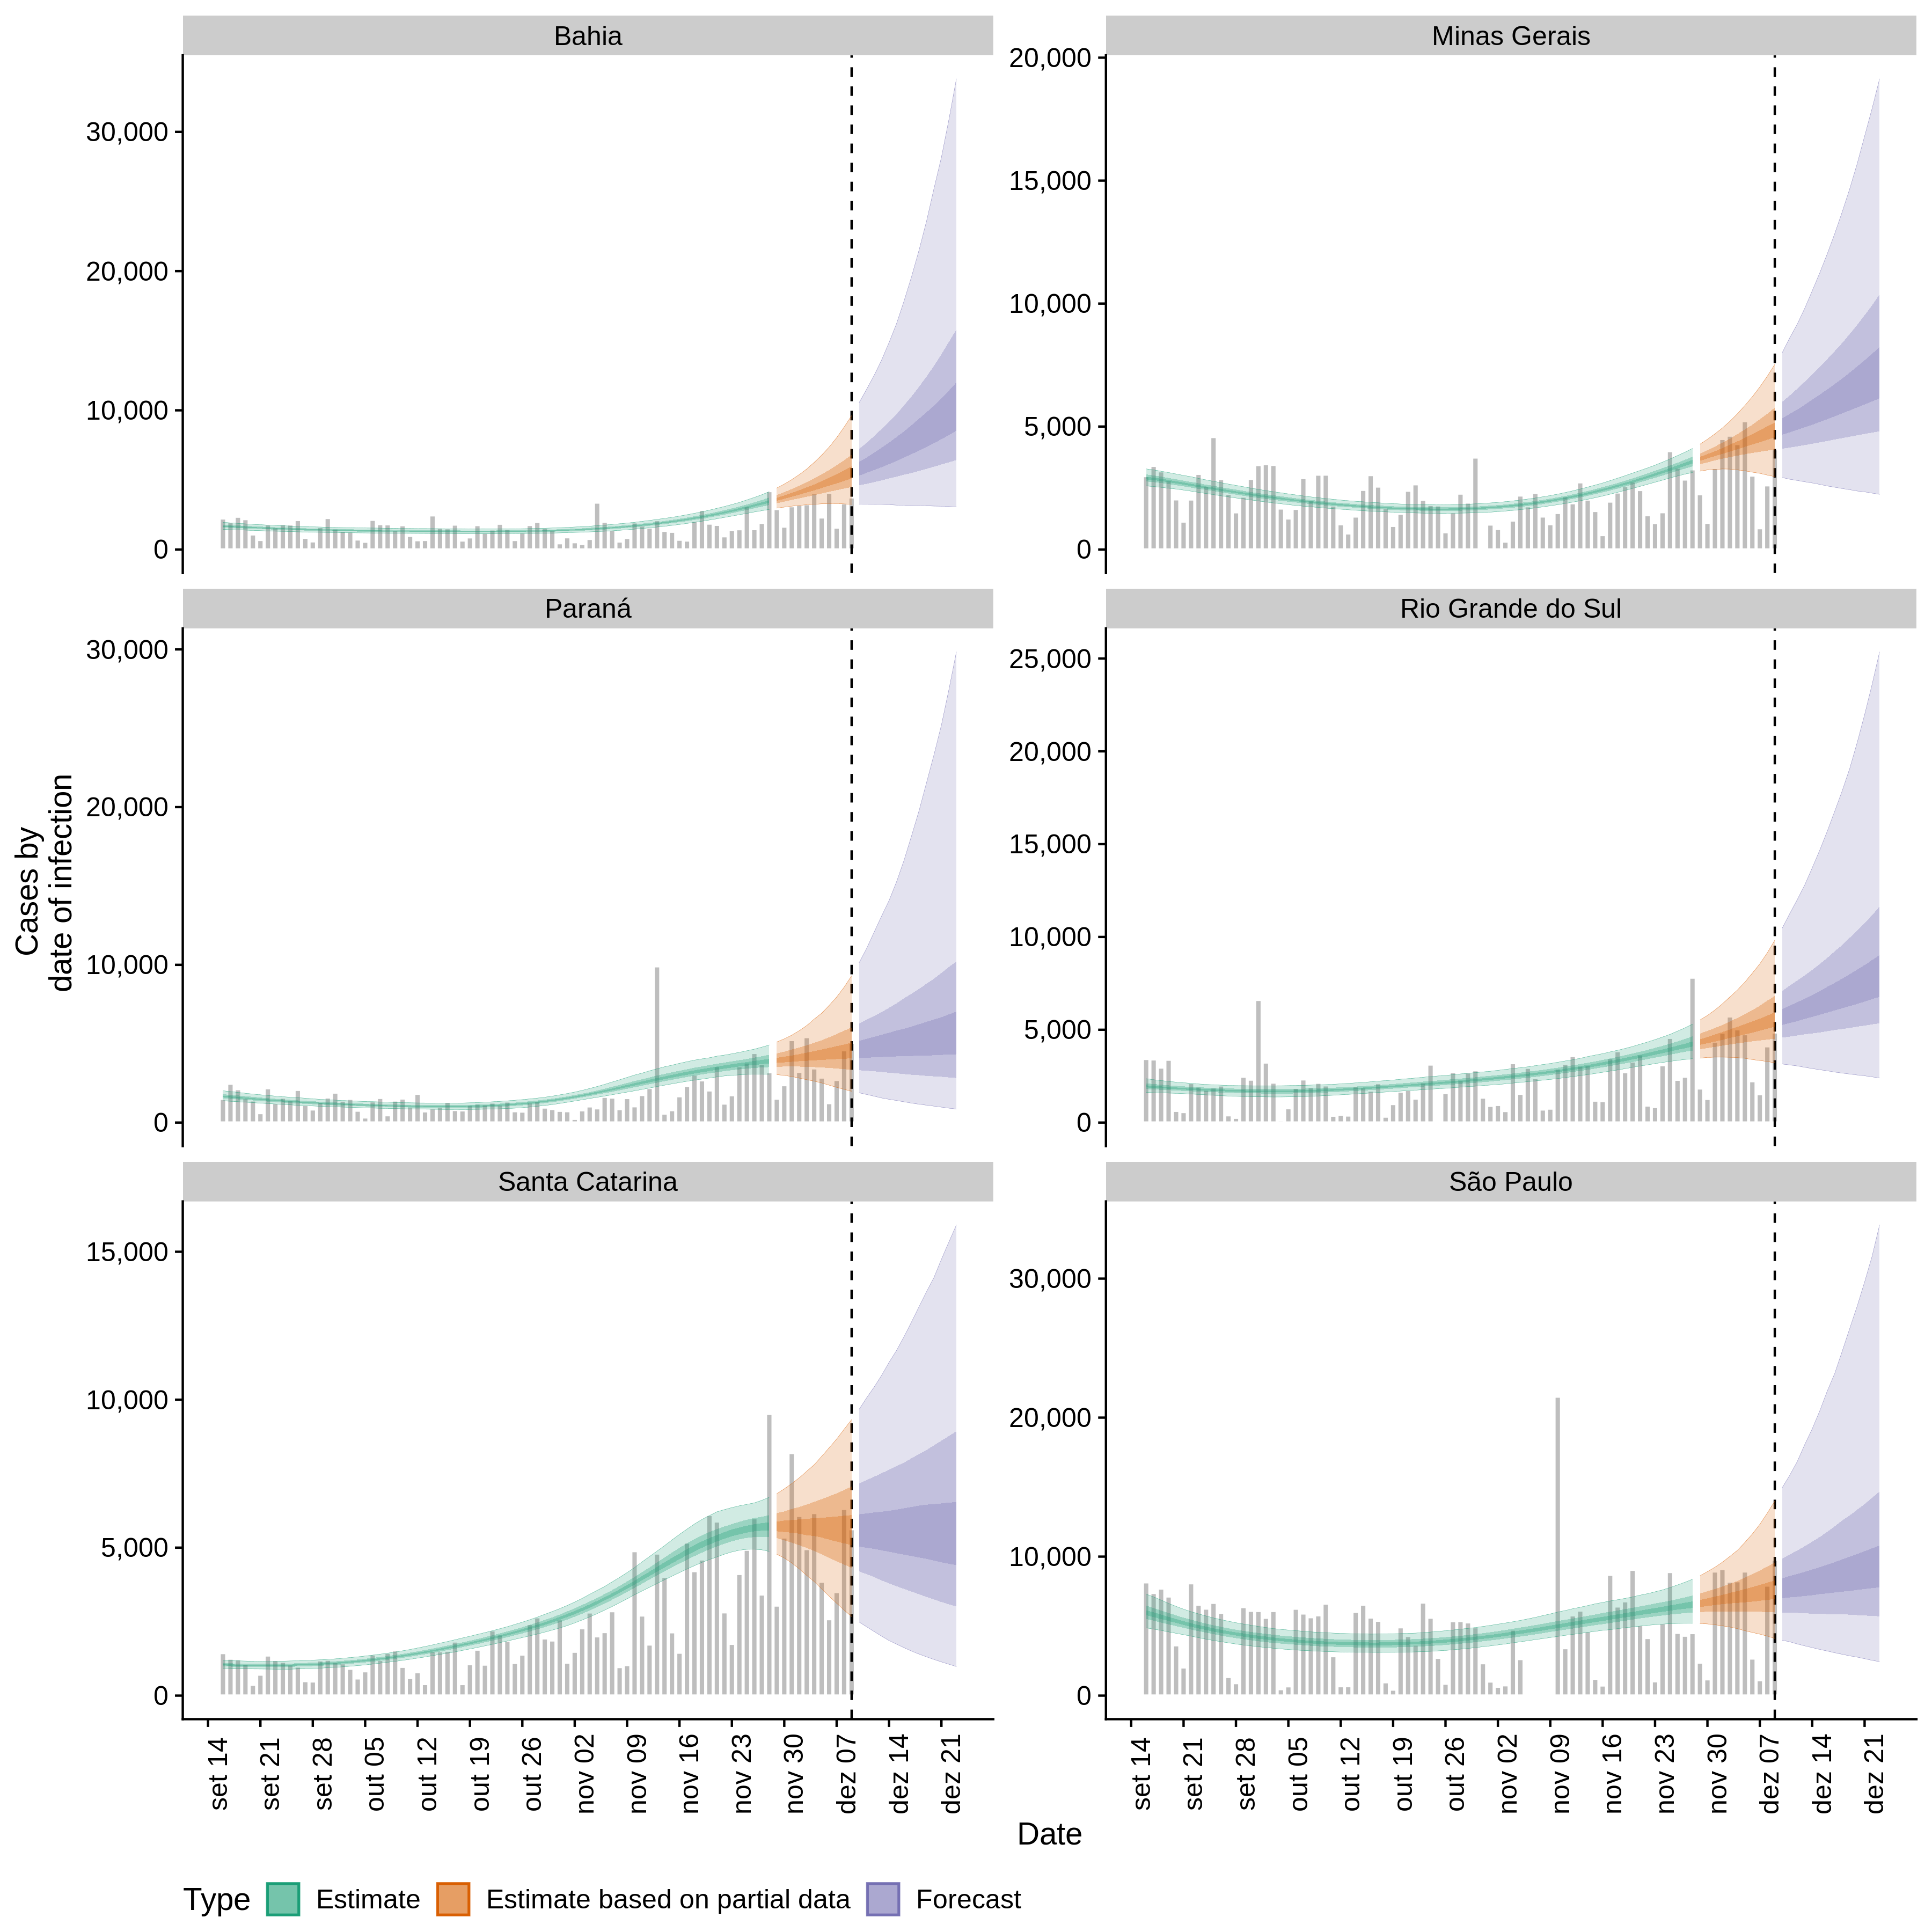 Bahia
Minas Gerais
30,000
20,000
10,000
0
20,000
15,000
10,000
5,000
0
Paraná
Rio Grande do Sul
30,000
20,000
10,000
0
25,000
20,000
15,000
10,000
5,000
0
Santa Catarina
São Paulo
15,000
10,000
5,000
0
30,000
20,000
10,000
0
Cases by
date of infection
set 14
set 21
set 28
out 05
out 12
out 19
out 26
nov 02
nov 09
nov 16
nov 23
nov 30
dez 07
dez 14
dez 21
set 14
set 21
set 28
out 05
out 12
out 19
out 26
nov 02
nov 09
nov 16
nov 23
nov 30
dez 07
dez 14
dez 21
Date
Type Estimate Estimate based on partial data Forecast